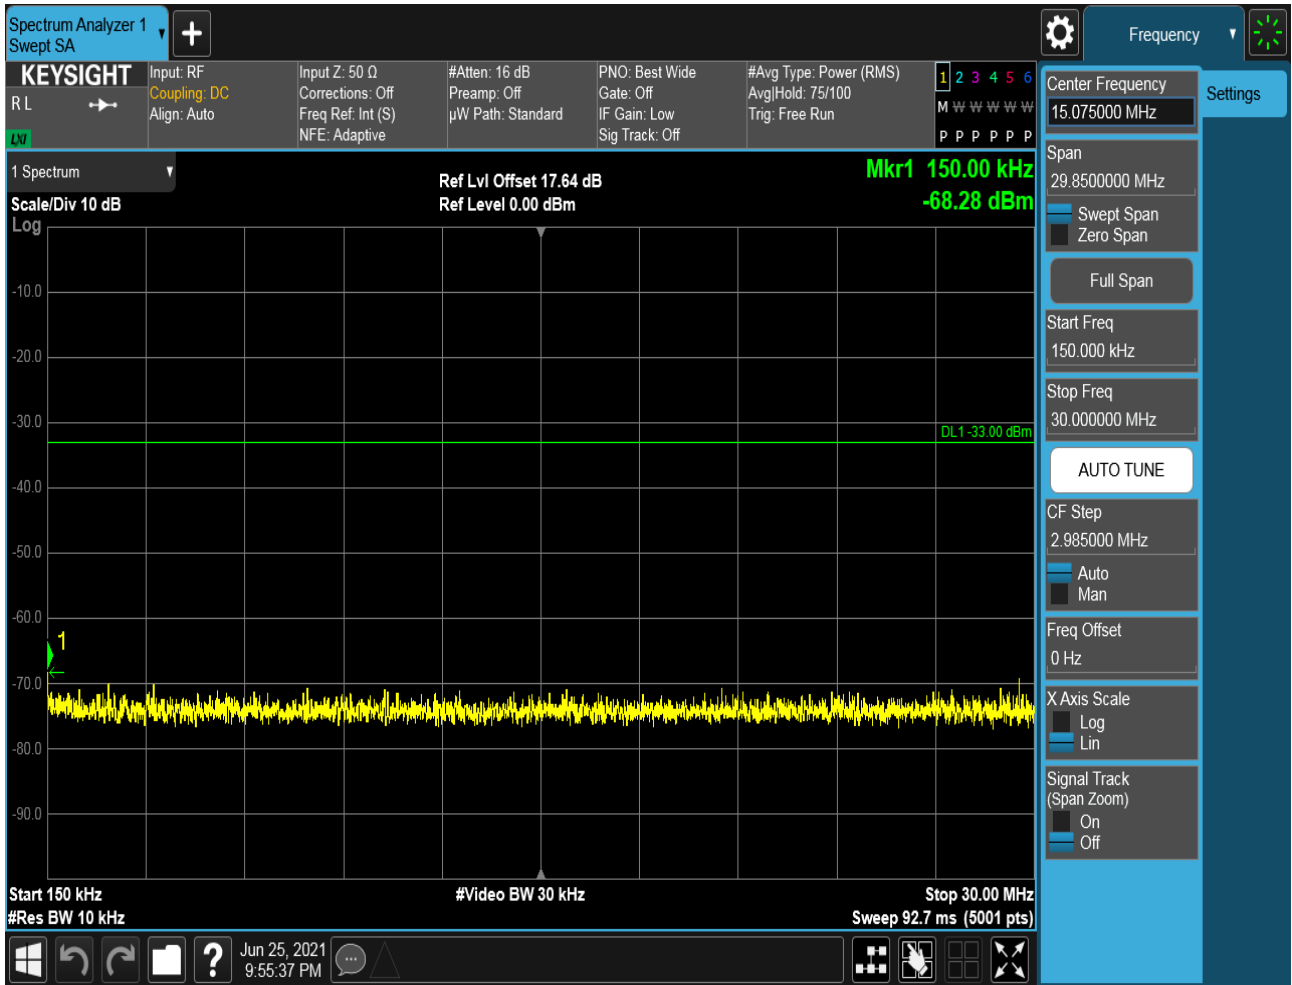 Spectrum Analyzer 1
Swept SA
Frequency
KEYSIGHT
R L
LXI
Input: RF
Coupling: DC
Align: Auto
Input Z: 50 Ω
Corrections: Off
Freq Ref: Int (S)
NFE: Adaptive
#Atten: 16 dB
Preamp: Off
µW Path: Standard
PNO: Best Wide
Gate: Off
IF Gain: Low
Sig Track: Off
#Avg Type: Power (RMS)
Avg|Hold: 75/100
Trig: Free Run
1 2 3 4 5 6
M W W W W W
P P P P P P
1 Spectrum
Scale/Div 10 dB
Log
Ref Lvl Offset 17.64 dB
Ref Level 0.00 dBm
Mkr1 150.00 kHz
-68.28 dBm
-10.0
-20.0
-30.0
DL1 -33.00 dBm
-40.0
-50.0
-60.0
1
-70.0
-80.0
-90.0
Start 150 kHz
#Video BW 30 kHz
Stop 30.00 MHz
#Res BW 10 kHz
Sweep 92.7 ms (5001 pts)
?
Jun 25, 2021
9:55:37 PM
Center Frequency
15.075000 MHz
Settings
Span
29.8500000 MHz
Swept Span
Zero Span
Full Span
Start Freq
150.000 kHz
Stop Freq
30.000000 MHz
AUTO TUNE
CF Step
2.985000 MHz
Auto
Man
Freq Offset
0 Hz
X Axis Scale
Log
Lin
Signal Track
(Span Zoom)
On
Off